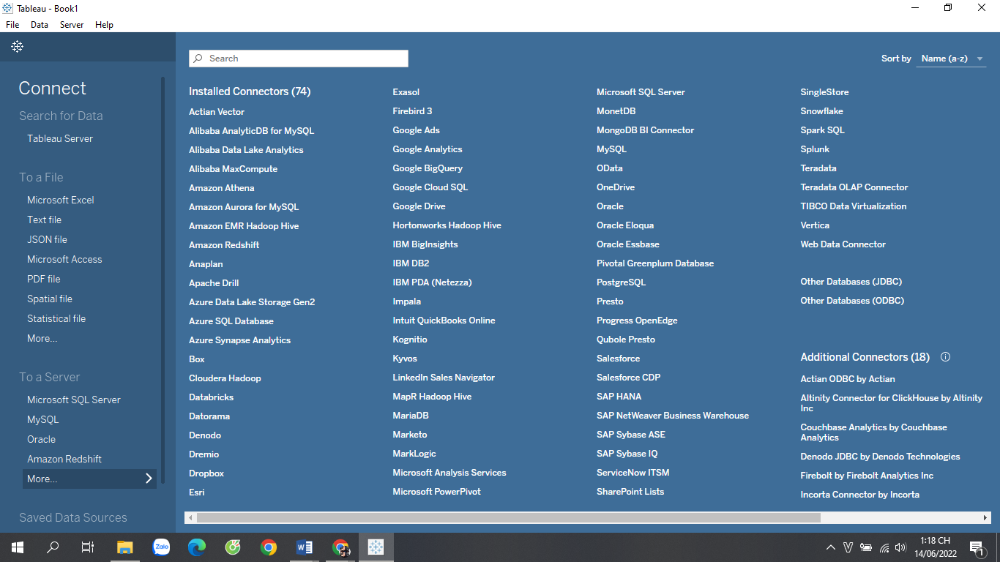 Tableau - Book1
File Data Server Help
Connect
Search for Data
Tableau Server
To a File
Microsoft Excel
Text file
JSON file
Microsoft Access
PDF file
Spatial file
Statistical file
More...
To a Server
Microsoft SQL Server
MySQL
Oracle
Amazon Redshift
More...
Saved Data Sources
Search
Sort by Name (a-z)
Installed Connectors (74)
Actian Vector
Alibaba AnalyticDB for MySQL
Alibaba Data Lake Analytics
Alibaba MaxCompute
Amazon Athena
Amazon Aurora for MySQL
Amazon EMR Hadoop Hive
Amazon Redshift
Anaplan
Apache Drill
Azure Data Lake Storage Gen2
Azure SQL Database
Azure Synapse Analytics
Box
Cloudera Hadoop
Databricks
Datorama
Denodo
Dremio
Dropbox
Esri
Exasol
Firebird 3
Google Ads
Google Analytics
Google BigQuery
Google Cloud SQL
Google Drive
Hortonworks Hadoop Hive
IBM BigInsights
IBM DB2
IBM PDA (Netezza)
Impala
Intuit QuickBooks Online
Kognitio
Kyvos
LinkedIn Sales Navigator
MapR Hadoop Hive
MariaDB
Marketo
MarkLogic
Microsoft Analysis Services
Microsoft PowerPivot
Microsoft SQL Server
MonetDB
MongoDB BI Connector
MySQL
OData
OneDrive
Oracle
Oracle Eloqua
Oracle Essbase
Pivotal Greenplum Database
PostgreSQL
Presto
Progress OpenEdge
Qubole Presto
Salesforce
Salesforce CDP
SAP HANA
SAP NetWeaver Business Warehouse
SAP Sybase ASE
SAP Sybase IQ
ServiceNow ITSM
SharePoint Lists
SingleStore
Snowflake
Spark SQL
Splunk
Teradata
Teradata OLAP Connector
TIBCO Data Virtualization
Vertica
Web Data Connector
Other Databases (JDBC)
Other Databases (ODBC)
Additional Connectors (18)
Actian ODBC by Actian
Altinity Connector for ClickHouse by Altinity
Inc
Couchbase Analytics by Couchbase
Analytics
Denodo JDBC by Denodo Technologies
Firebolt by Firebolt Analytics Inc
Incorta Connector by Incorta
Zalo
1:18 CH
14/06/2022
1